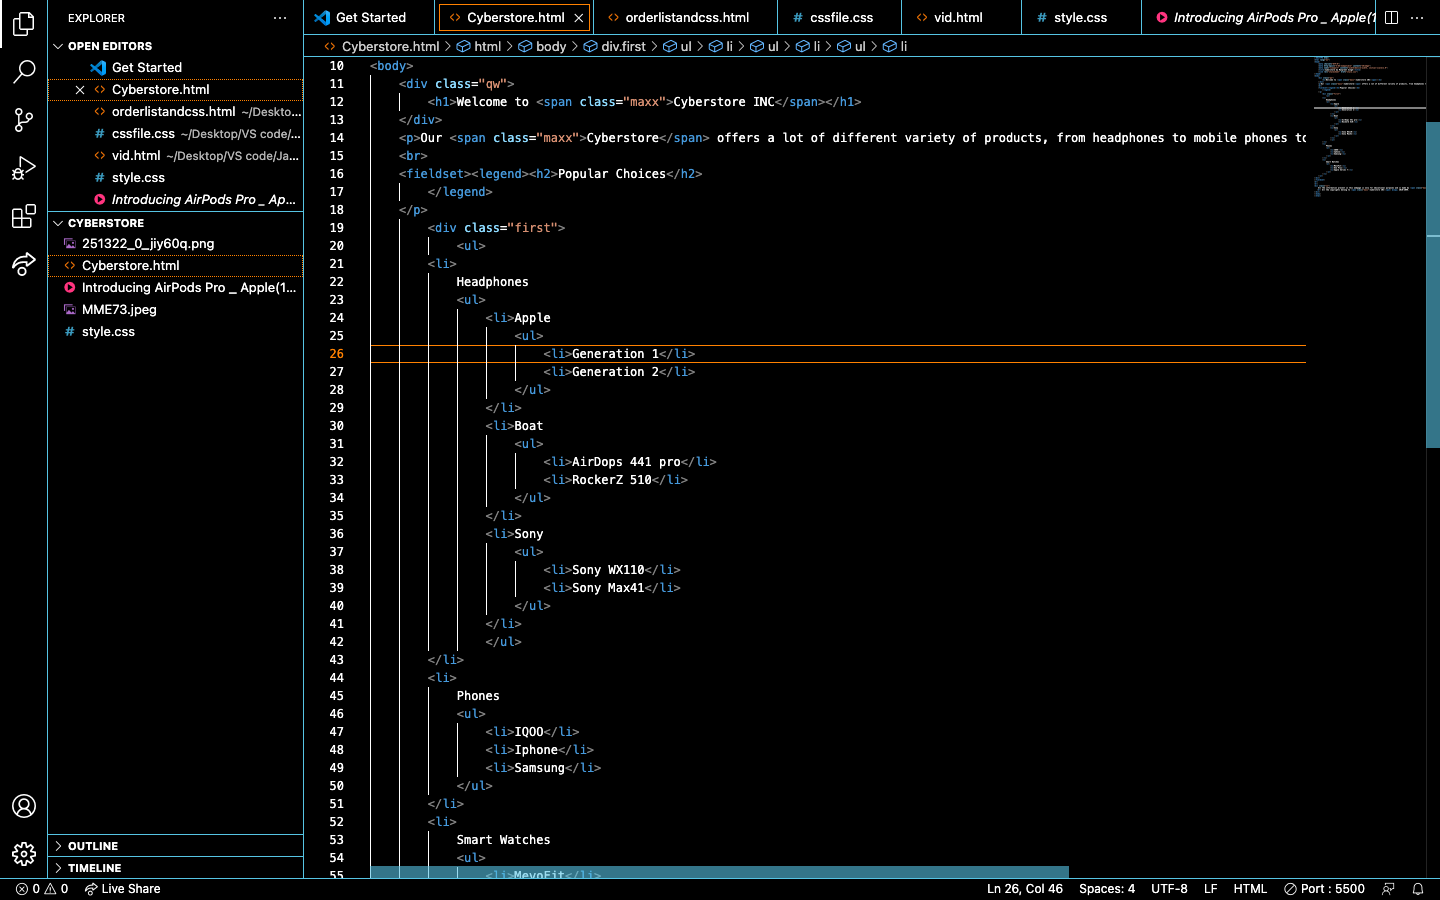 EXPLORER
OPEN EDITORS
Get Started
Cyberstore.html
orderlistandcss.html ~/Deskto...
cssfile.css ~/Desktop/VS code/...
vid.html ~/Desktop/VS code/Ja...
style.css
Introducing AirPods Pro _ Ap...
CYBERSTORE
251322_0_jiy60q.png
Cyberstore.html
Introducing AirPods Pro _ Apple(1...
MME73.jpeg
style.css
OUTLINE
TIMELINE
Get Started Cyberstore.html orderlistandcss.html cssfile.css vid.html style.css Introducing AirPods Pro _ Apple(1
Cyberstore.html > html > body > div.first > ul > li > ul > li > ul > li
10 <body>
11 <div class="qw">
12 <h1>Welcome to <span class="maxx">Cyberstore INC</span></h1>
13 </div>
14 <p>Our <span class="maxx">Cyberstore</span> offers a lot of different variety of products, from headphones to mobile phones to
15 <br>
16 <fieldset><legend><h2>Popular Choices</h2>
17 </legend>
18 </p>
19 <div class="first">
20 <ul>
21 <li>
22 Headphones
23 <ul>
24 <li>Apple
25 <ul>
26 <li>Generation 1</li>
27 <li>Generation 2</li>
28 </ul>
29 </li>
30 <li>Boat
31 <ul>
32 <li>AirDops 441 pro</li>
33 <li>RockerZ 510</li>
34 </ul>
35 </li>
36 <li>Sony
37 <ul>
38 <li>Sony WX110</li>
39 <li>Sony Max41</li>
40 </ul>
41 </li>
42 </ul>
43 </li>
44 <li>
45 Phones
46 <ul>
47 <li>IQOO</li>
48 <li>Iphone</li>
49 <li>Samsung</li>
50 </ul>
51 </li>
52 <li>
53 Smart Watches
54 <ul>
55 <li>MevoFit</li>
0 0 Live Share Ln 26, Col 46 Spaces: 4 UTF-8 LF HTML Port : 5500